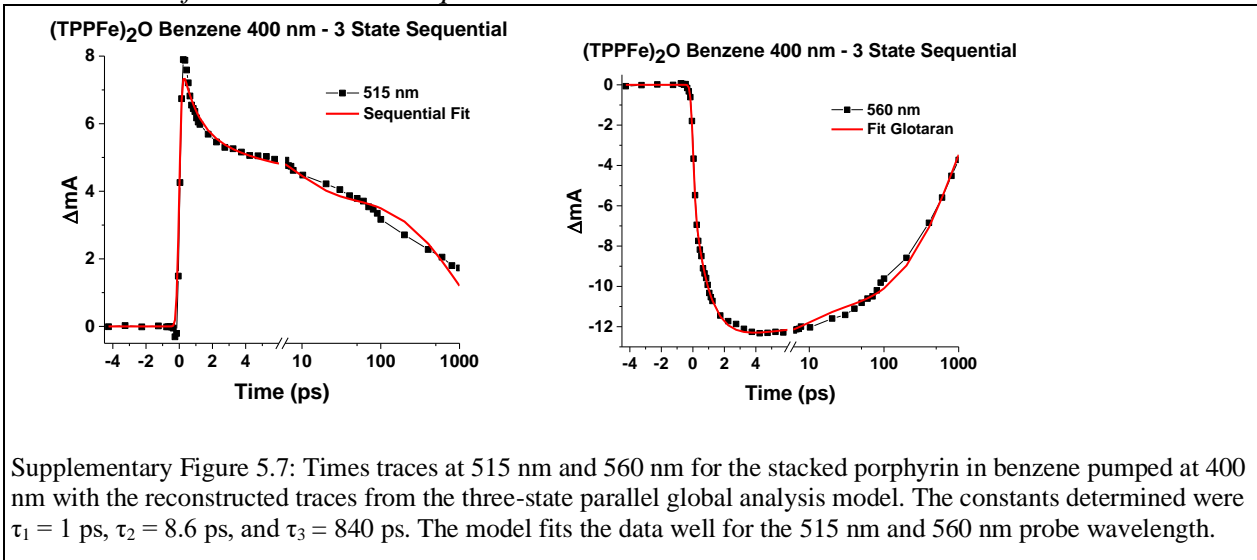 (TPPFe)2O Benzene 400 nm - 3 State Sequential
8
6
4
2
0
ΔmA
515 nm
Sequential Fit
-4 -2 0 2 4 10 100 1000
Time (ps)
(TPPFe)2O Benzene 400 nm - 3 State Sequential
0
-2
-4
-6
-8
-10
-12
ΔmA
560 nm
Fit Glotaran
-4 -2 0 2 4 10 100 1000
Time (ps)
Supplementary Figure 5.7: Times traces at 515 nm and 560 nm for the stacked porphyrin in benzene pumped at 400
nm with the reconstructed traces from the three-state parallel global analysis model. The constants determined were
τ1 = 1 ps, τ2 = 8.6 ps, and τ3 = 840 ps. The model fits the data well for the 515 nm and 560 nm probe wavelength.